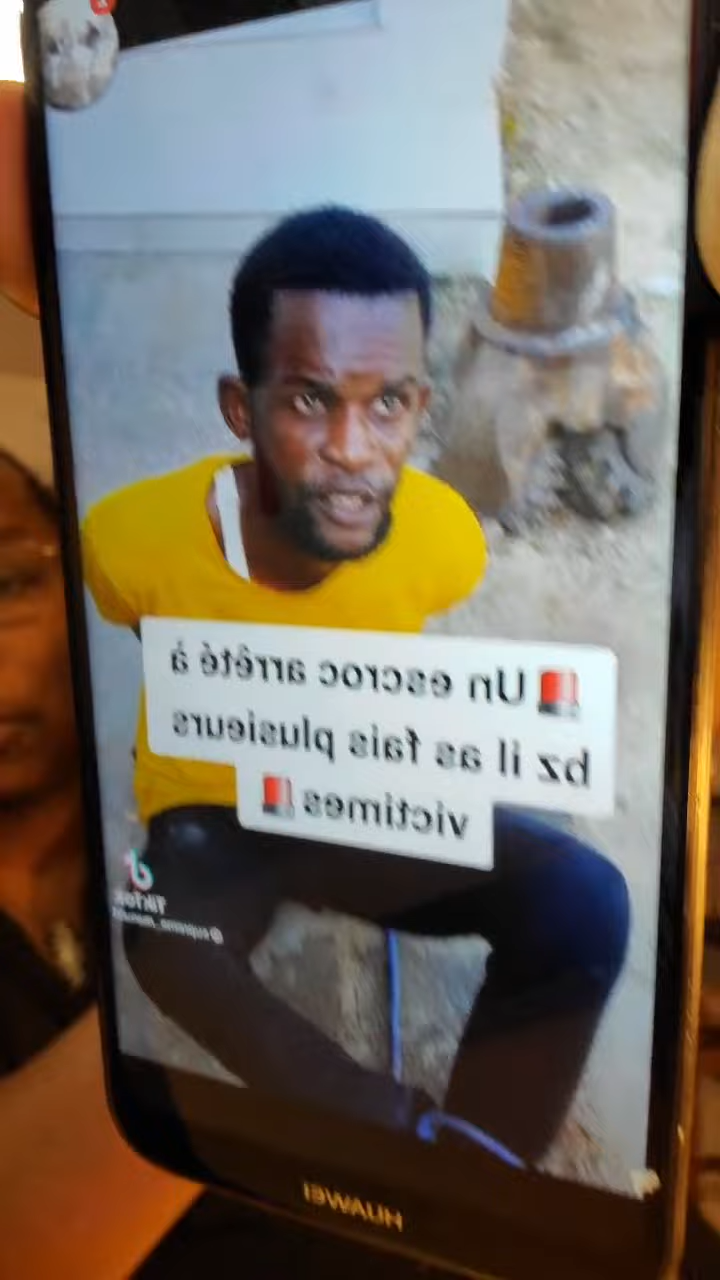 🚨 Un escroc arrêté à
bz il as fais plusieurs
victimes 🚨
TikTok
HUAWEI